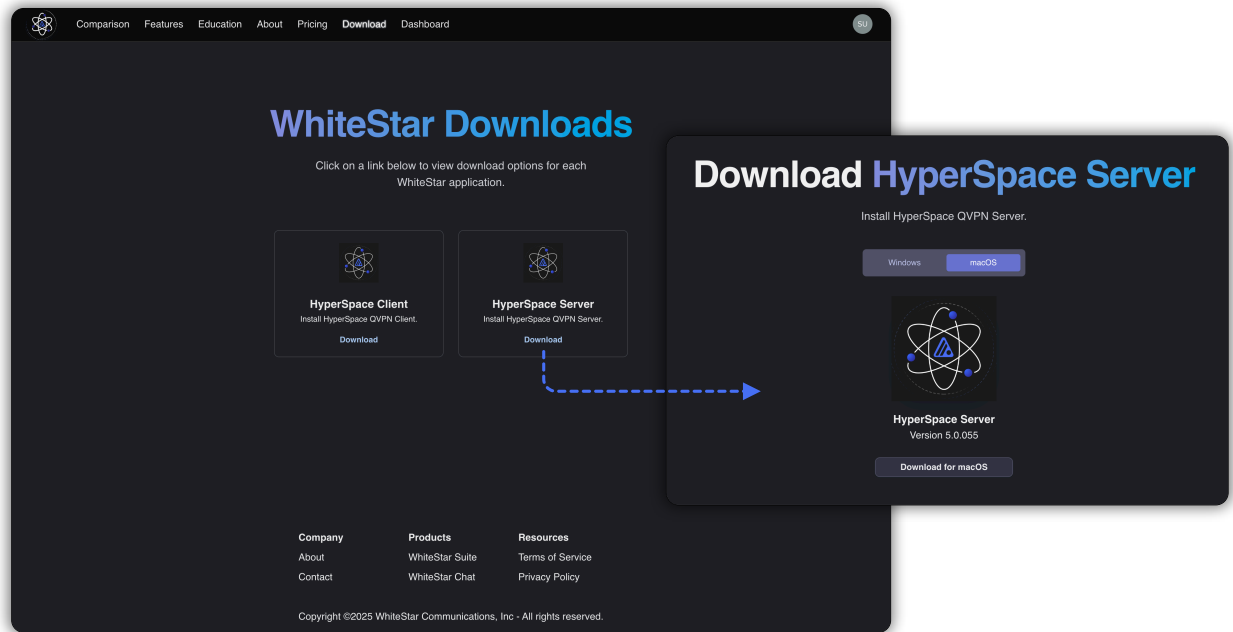 Comparison Features Education About Pricing Download Dashboard SU
WhiteStar Downloads
Click on a link below to view download options for each
WhiteStar application.
HyperSpace Client
Install HyperSpace QVPN Client.
Download
HyperSpace Server
Install HyperSpace QVPN Server.
Download
Company
About
Contact
Products
WhiteStar Suite
WhiteStar Chat
Resources
Terms of Service
Privacy Policy
Copyright ©2025 WhiteStar Communications, Inc - All rights reserved.
Download HyperSpace Server
Install HyperSpace QVPN Server.
Windows macOS
HyperSpace Server
Version 5.0.055
Download for macOS